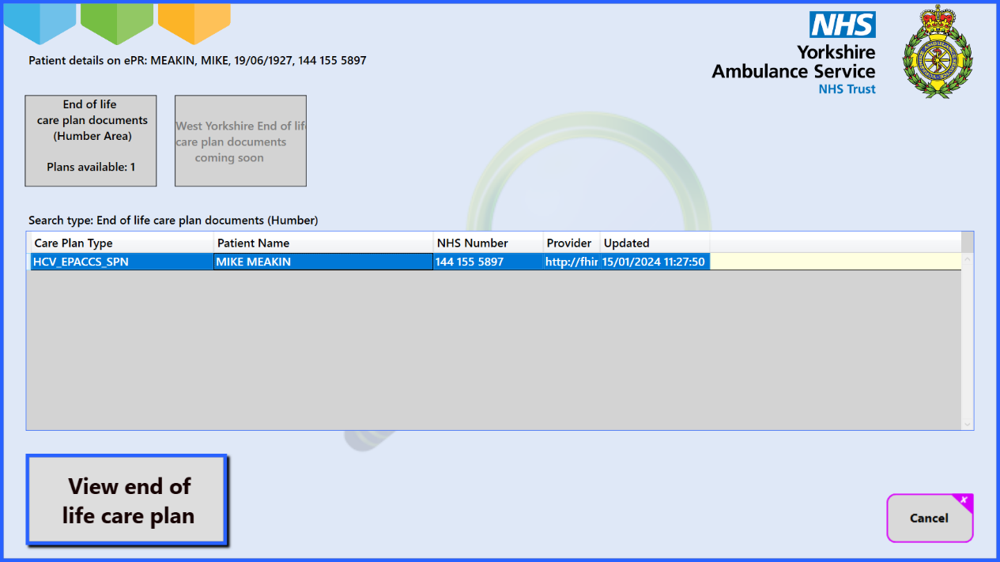 NHS
Yorkshire
Ambulance Service
NHS Trust
Patient details on ePR: MEAKIN, MIKE, 19/06/1927, 144 155 5897
End of life
care plan documents
(Humber Area)
Plans available: 1
West Yorkshire End of lif
care plan documents
coming soon
Search type: End of life care plan documents (Humber)
Care Plan Type Patient Name NHS Number Provider Updated
HCV_EPACCS_SPN MIKE MEAKIN 144 155 5897 http://fhir 15/01/2024 11:27:50
View end of
life care plan
x
Cancel